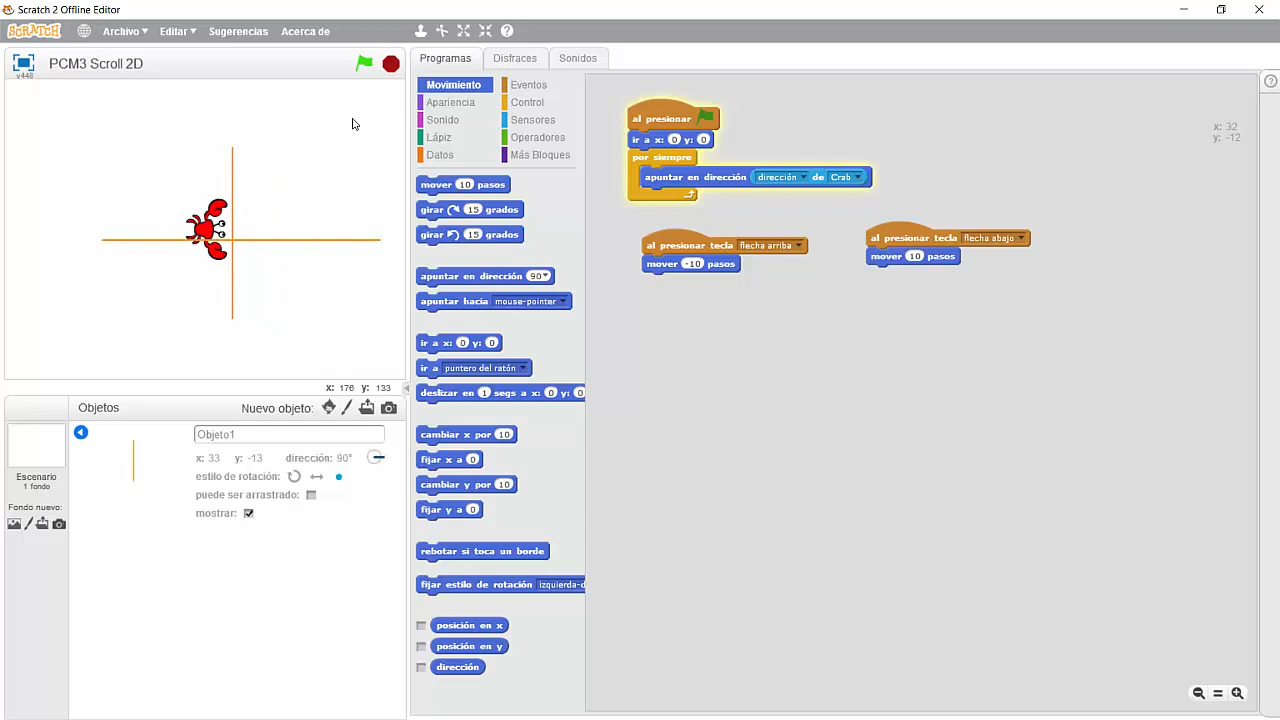 Scratch 2 Offline Editor
SCRATCH
Archivo
Editar
Sugerencias
Acerca de
v448
PCM3 Scroll 2D
Programas
Disfraces
Sonidos
Movimiento
Eventos
Apariencia
Control
Sonido
Sensores
Lápiz
Operadores
Datos
Más Bloques
mover 10 pasos
girar 15 grados
girar 15 grados
apuntar en dirección 90
apuntar hacia mouse-pointer
ir a x: 0 y: 0
ir a puntero del ratón
deslizar en 1 segs a x: 0 y: 0
cambiar x por 10
fijar x a 0
cambiar y por 10
fijar y a 0
rebotar si toca un borde
fijar estilo de rotación izquierda-d
posición en x
posición en y
dirección
al presionar
ir a x: 0 y: 0
por siempre
apuntar en dirección dirección de Crab
al presionar tecla flecha arriba
mover -10 pasos
al presionar tecla flecha abajo
mover 10 pasos
x: 32
y: -12
x: 176 y: 133
Objetos
Nuevo objeto:
Escenario
1 fondo
Fondo nuevo:
Objeto1
x: 33 y: -13 dirección: 90°
estilo de rotación:
puede ser arrastrado:
mostrar: